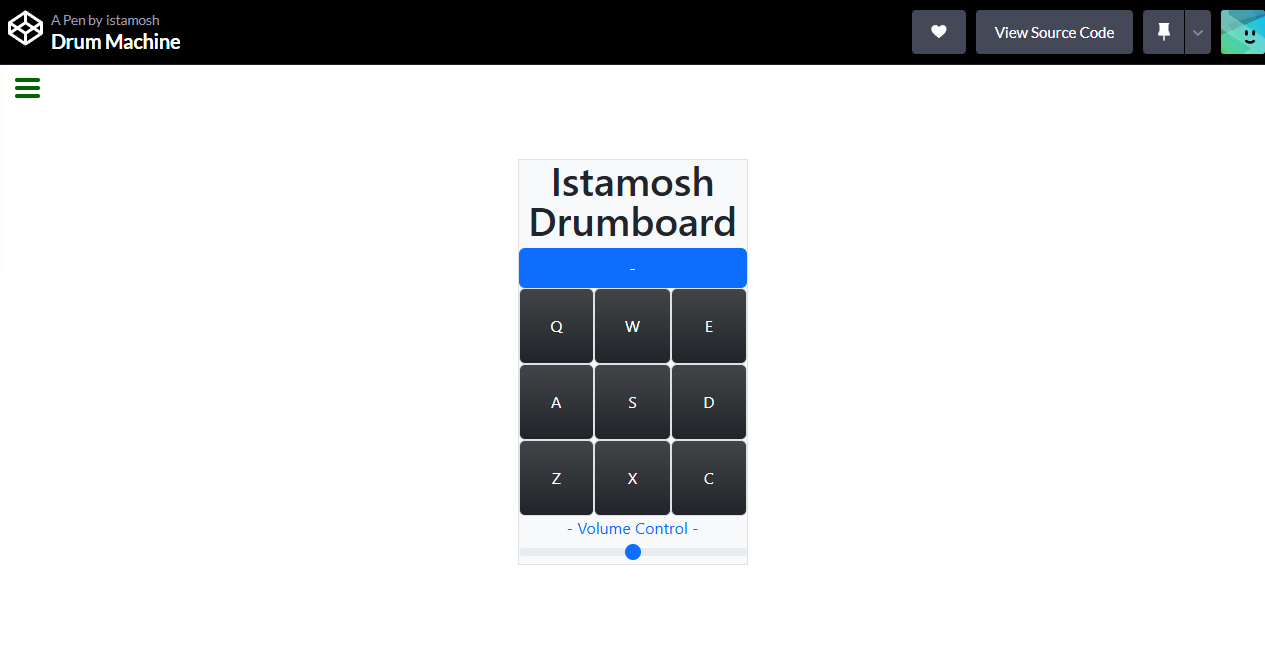 A Pen by istamosh
Drum Machine
View Source Code
Istamosh
Drumboard
-
Q W E
A S D
Z X C
- Volume Control -